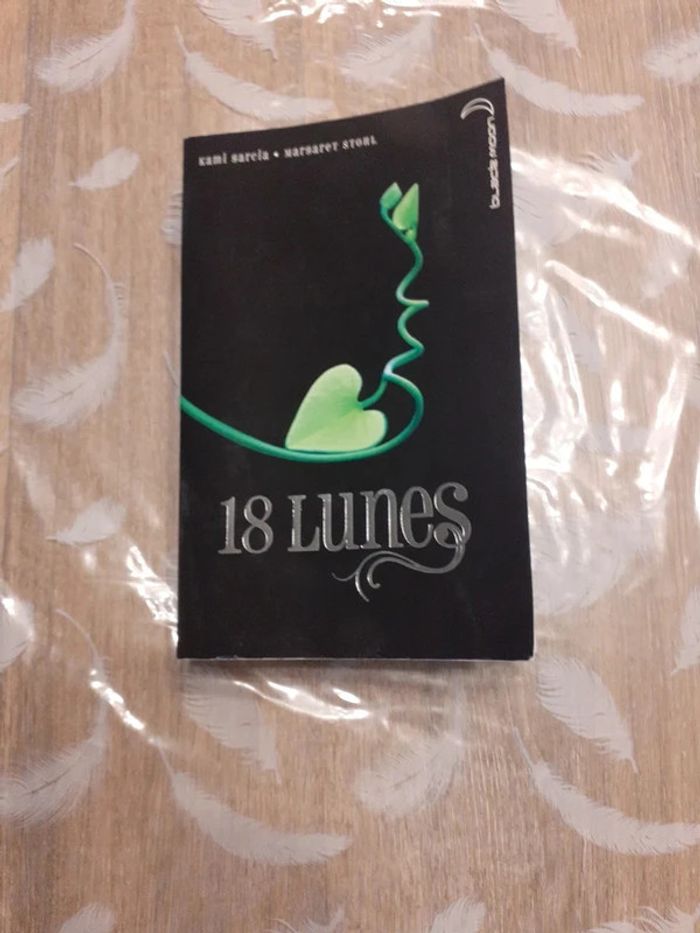 Kami Garcia • Margaret Stohl
black moon
18 Lunes